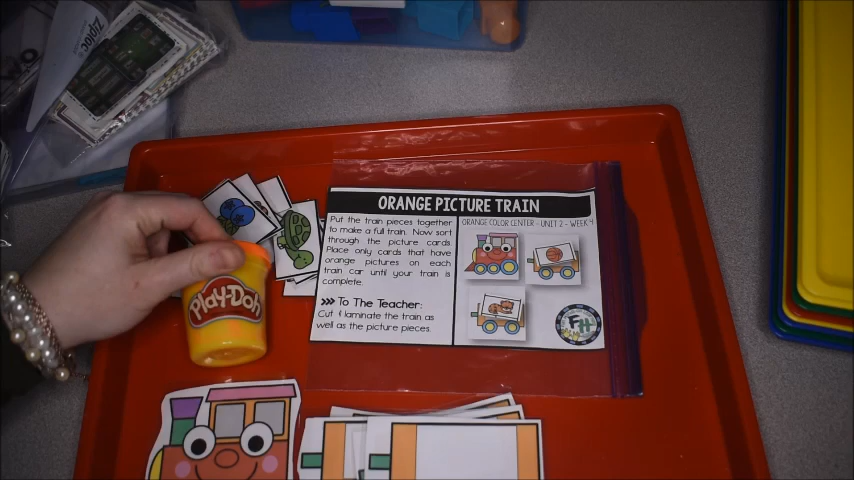 Ziploc
ORANGE PICTURE TRAIN
Put the train pieces together
to make a full train. Now sort
through the picture cards.
Place only cards that have
orange pictures on each
train car until your train is
complete.
>>> To The Teacher:
Cut & laminate the train as
well as the picture pieces.
ORANGE COLOR CENTER - UNIT 2 - WEEK 4
FH
Play-Doh